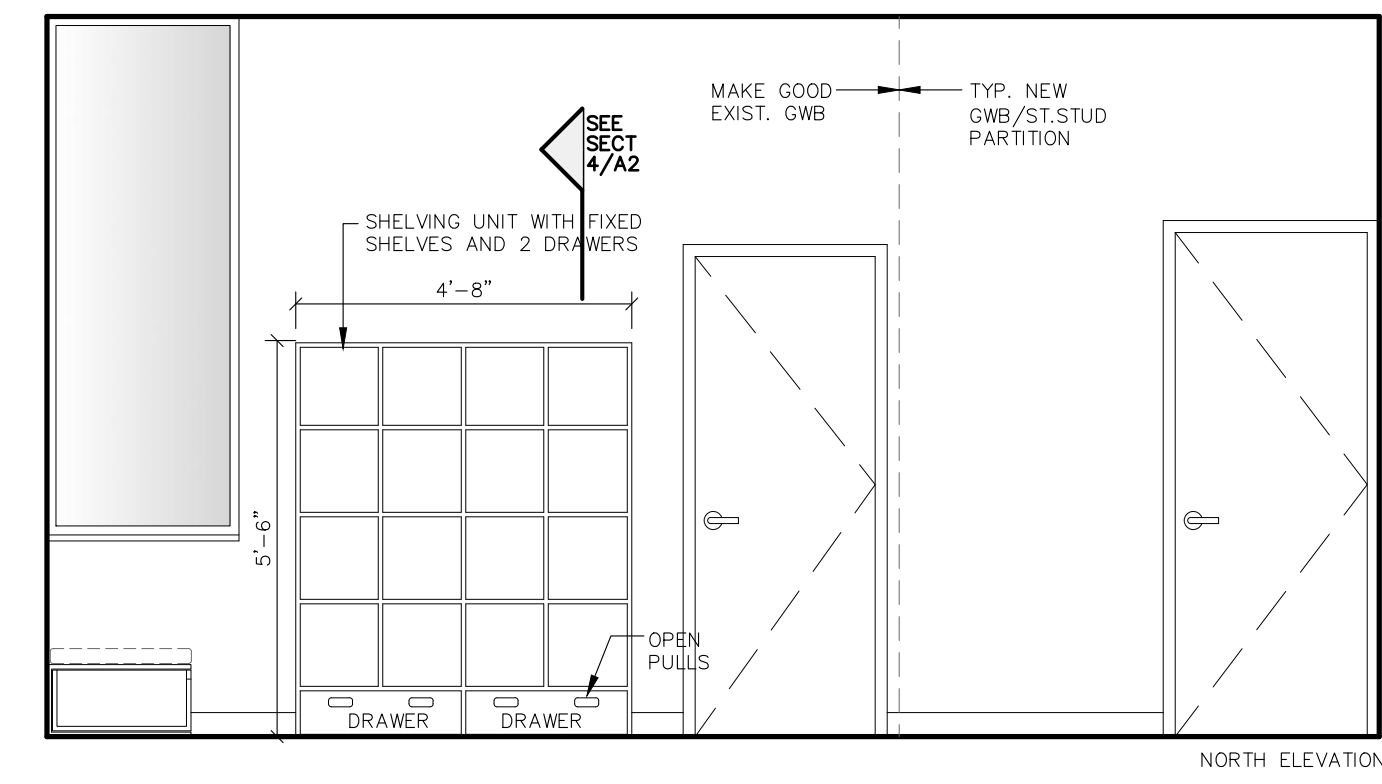 MAKE GOOD
EXIST. GWB
TYP. NEW
GWB/ST.STUD
PARTITION
SEE
SECT
4/A2
SHELVING UNIT WITH FIXED
SHELVES AND 2 DRAWERS
4'-8"
5'-6"
OPEN
PULLS
DRAWER
DRAWER
NORTH ELEVATION